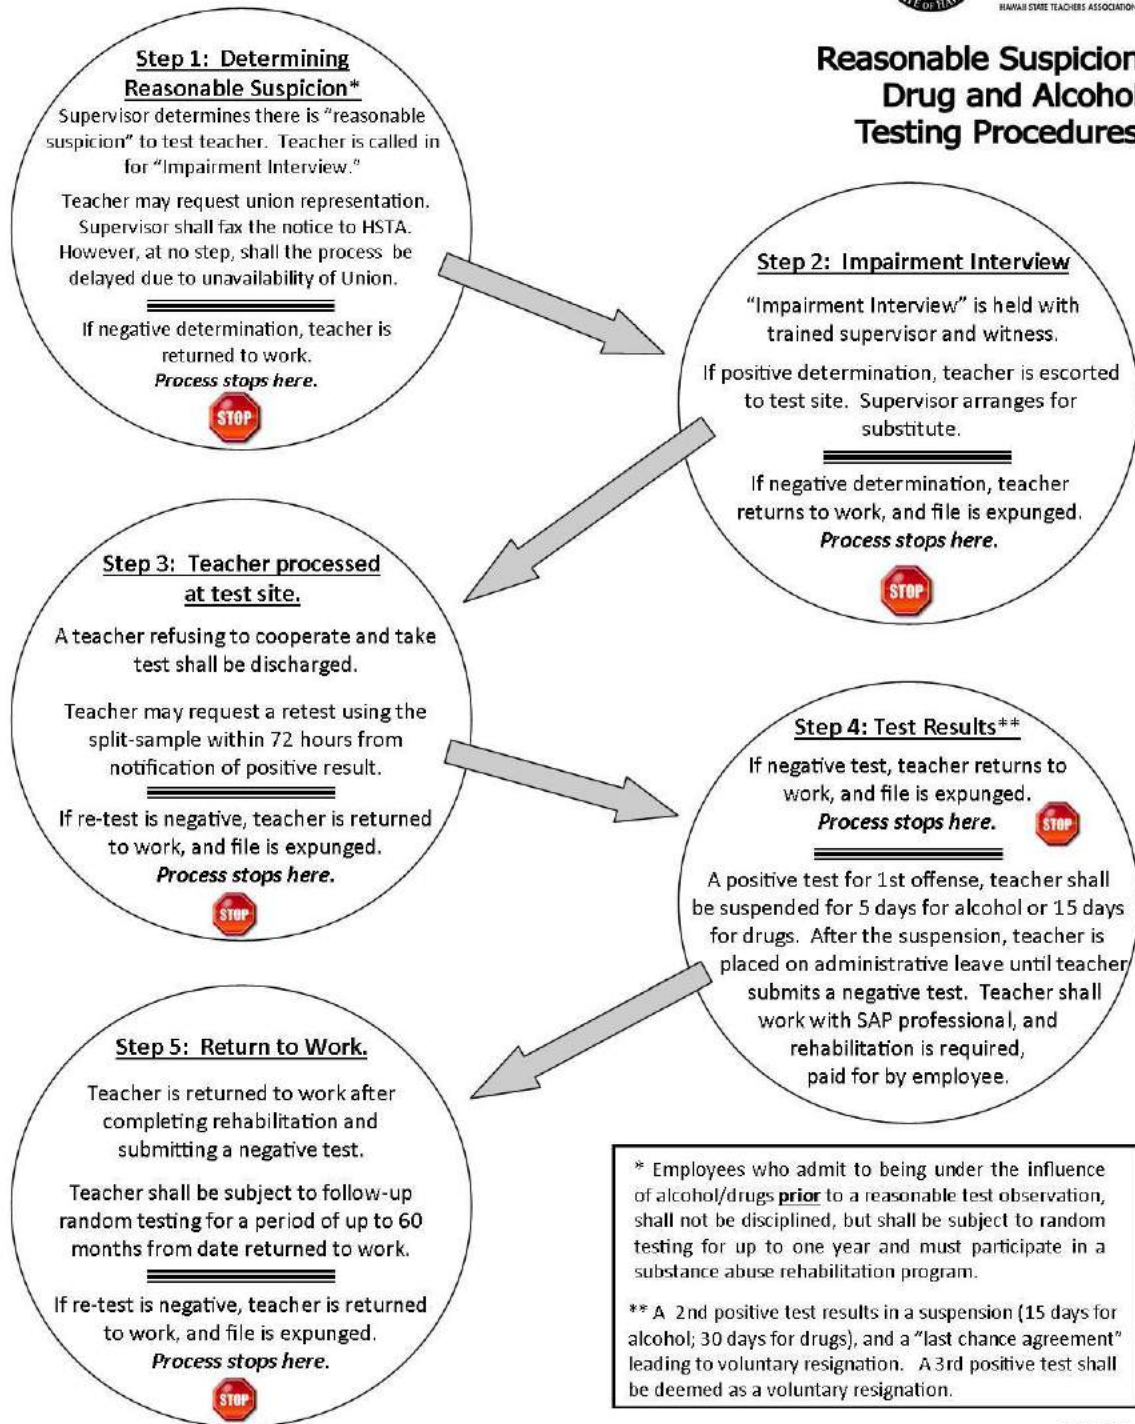 HAWAII STATE TEACHERS ASSOCIATION
Reasonable Suspicion
Drug and Alcohol
Testing Procedures
Step 1: Determining
Reasonable Suspicion*
Supervisor determines there is “reasonable
suspicion” to test teacher. Teacher is called in
for “Impairment Interview.”
Teacher may request union representation.
Supervisor shall fax the notice to HSTA.
However, at no step, shall the process be
delayed due to unavailability of Union.
If negative determination, teacher is
returned to work.
Process stops here.
STOP
Step 2: Impairment Interview
“Impairment Interview” is held with
trained supervisor and witness.
If positive determination, teacher is escorted
to test site. Supervisor arranges for
substitute.
If negative determination, teacher
returns to work, and file is expunged.
Process stops here.
STOP
Step 3: Teacher processed
at test site.
A teacher refusing to cooperate and take
test shall be discharged.
Teacher may request a retest using the
split-sample within 72 hours from
notification of positive result.
If re-test is negative, teacher is returned
to work, and file is expunged.
Process stops here.
STOP
Step 4: Test Results**
If negative test, teacher returns to
work, and file is expunged.
Process stops here.
STOP
A positive test for 1st offense, teacher shall
be suspended for 5 days for alcohol or 15 days
for drugs. After the suspension, teacher is
placed on administrative leave until teacher
submits a negative test. Teacher shall
work with SAP professional, and
rehabilitation is required,
paid for by employee.
Step 5: Return to Work.
Teacher is returned to work after
completing rehabilitation and
submitting a negative test.
Teacher shall be subject to follow-up
random testing for a period of up to 60
months from date returned to work.
If re-test is negative, teacher is returned
to work, and file is expunged.
Process stops here.
STOP
* Employees who admit to being under the influence
of alcohol/drugs prior to a reasonable test observation,
shall not be disciplined, but shall be subject to random
testing for up to one year and must participate in a
substance abuse rehabilitation program.
** A 2nd positive test results in a suspension (15 days for
alcohol; 30 days for drugs), and a “last chance agreement”
leading to voluntary resignation. A 3rd positive test shall
be deemed as a voluntary resignation.